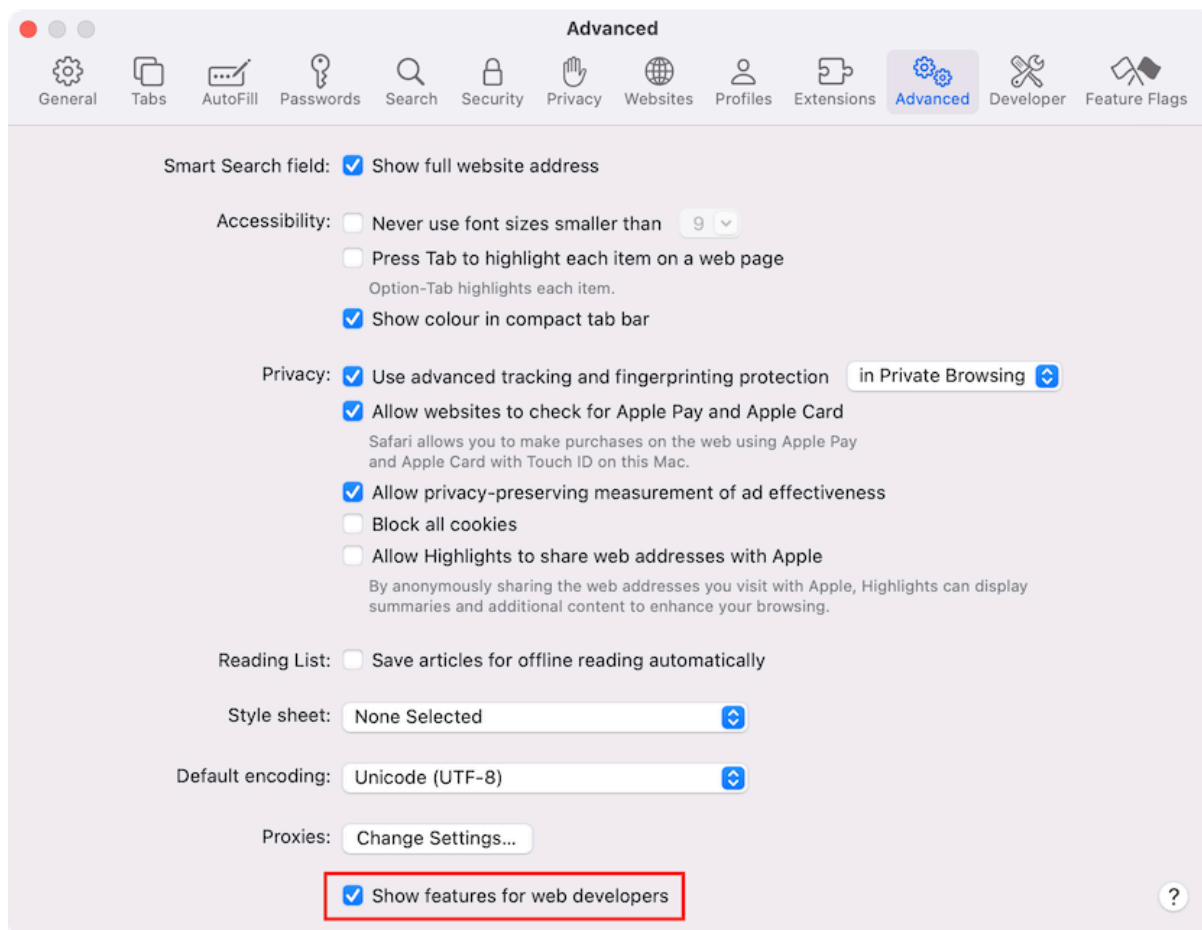 Advanced
General Tabs AutoFill Passwords Search Security Privacy Websites Profiles Extensions Advanced Developer Feature Flags
Smart Search field: Show full website address
Accessibility: Never use font sizes smaller than 9
Press Tab to highlight each item on a web page
Option-Tab highlights each item.
Show colour in compact tab bar
Privacy: Use advanced tracking and fingerprinting protection in Private Browsing
Allow websites to check for Apple Pay and Apple Card
Safari allows you to make purchases on the web using Apple Pay
and Apple Card with Touch ID on this Mac.
Allow privacy-preserving measurement of ad effectiveness
Block all cookies
Allow Highlights to share web addresses with Apple
By anonymously sharing the web addresses you visit with Apple, Highlights can display
summaries and additional content to enhance your browsing.
Reading List: Save articles for offline reading automatically
Style sheet: None Selected
Default encoding: Unicode (UTF-8)
Proxies: Change Settings...
Show features for web developers ?